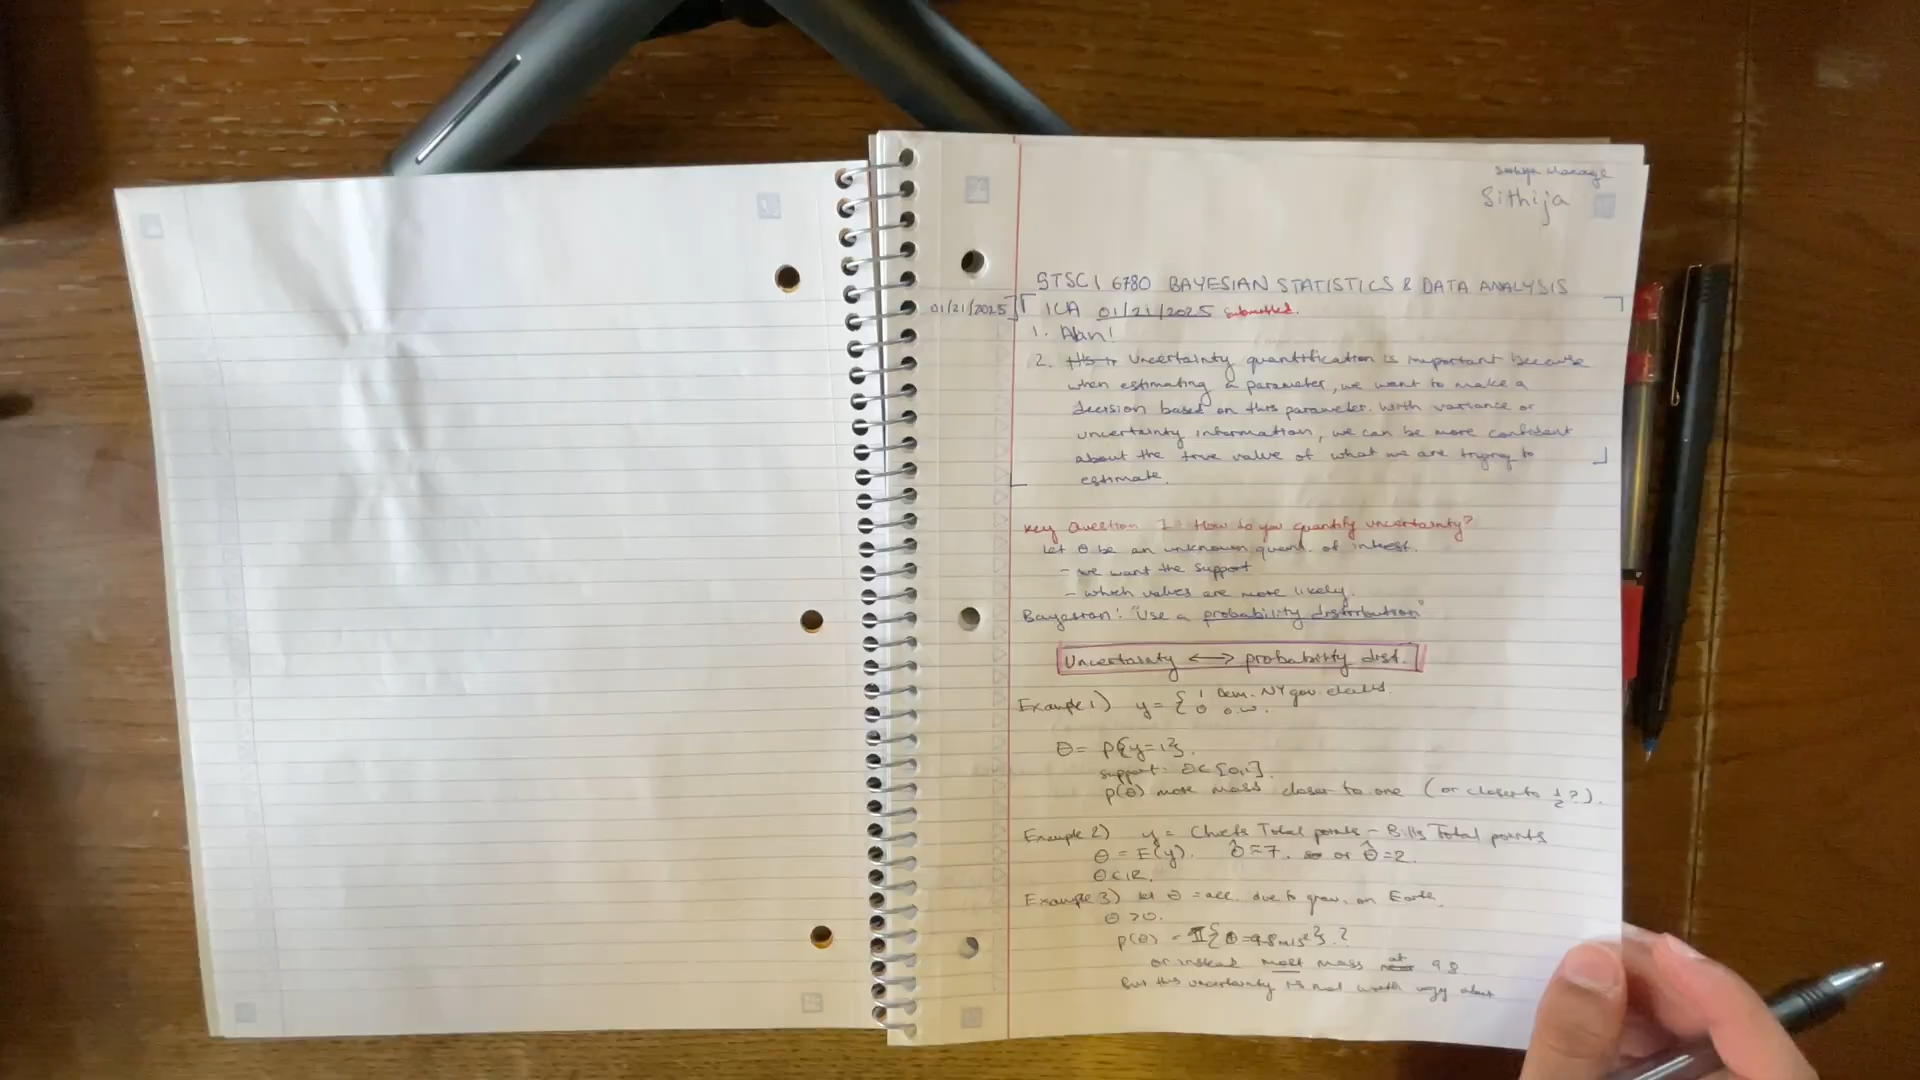 Sithija
STSCI 6780 BAYESIAN STATISTICS & DATA ANALYSIS
01/21/2025] ICA 01/21/2025 submitted.
1. Alan!
2. Uncertainty quantification is important because
when estimating a parameter, we want to make a
decision based on this parameter. With variance or
uncertainty information, we can be more confident
about the true value of what we are trying to
estimate.
Key Question 1: How do you quantify uncertainty?
Let θ be an unknown quant. of interest.
- we want the support
- which values are more likely.
Bayesian: "Use a probability distribution"
Uncertainty ⟷ probability dist.
Example 1) y = { 1 Dem. NY gov. elected.
0 o.w.
θ = P{y=1}.
support: θ ∈ [0,1].
p(θ) more mass closer to one (or closer to 1/2?).
Example 2) y = Chiefs Total points - Bills Total points
θ = E(y). θ̂ = 7. or θ̂ = 2.
θ ∈ ℝ.
Example 3) let θ = acc. due to grav. on Earth.
θ > 0.
p(θ) = 𝕀{θ = 9.8 m/s²}.?
or instead most mass at 9.8
But this uncertainty is not worth about